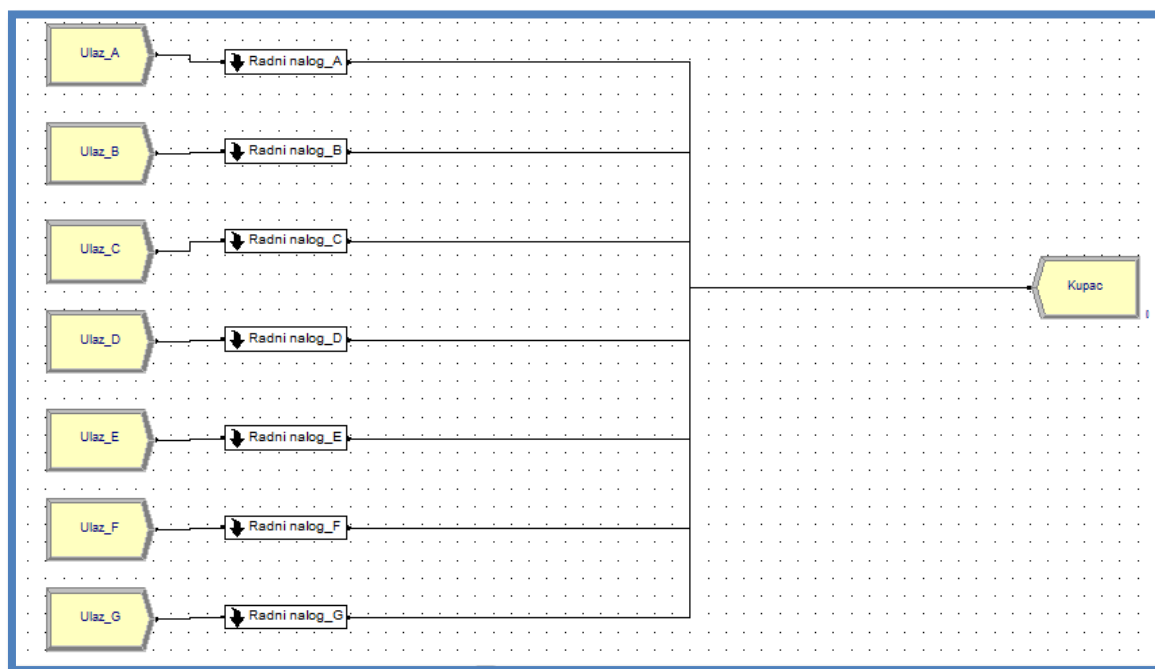 Ulaz_A
Radni nalog_A
Ulaz_B
Radni nalog_B
Ulaz_C
Radni nalog_C
Kupac
Ulaz_D
Radni nalog_D
Ulaz_E
Radni nalog_E
Ulaz_F
Radni nalog_F
Ulaz_G
Radni nalog_G